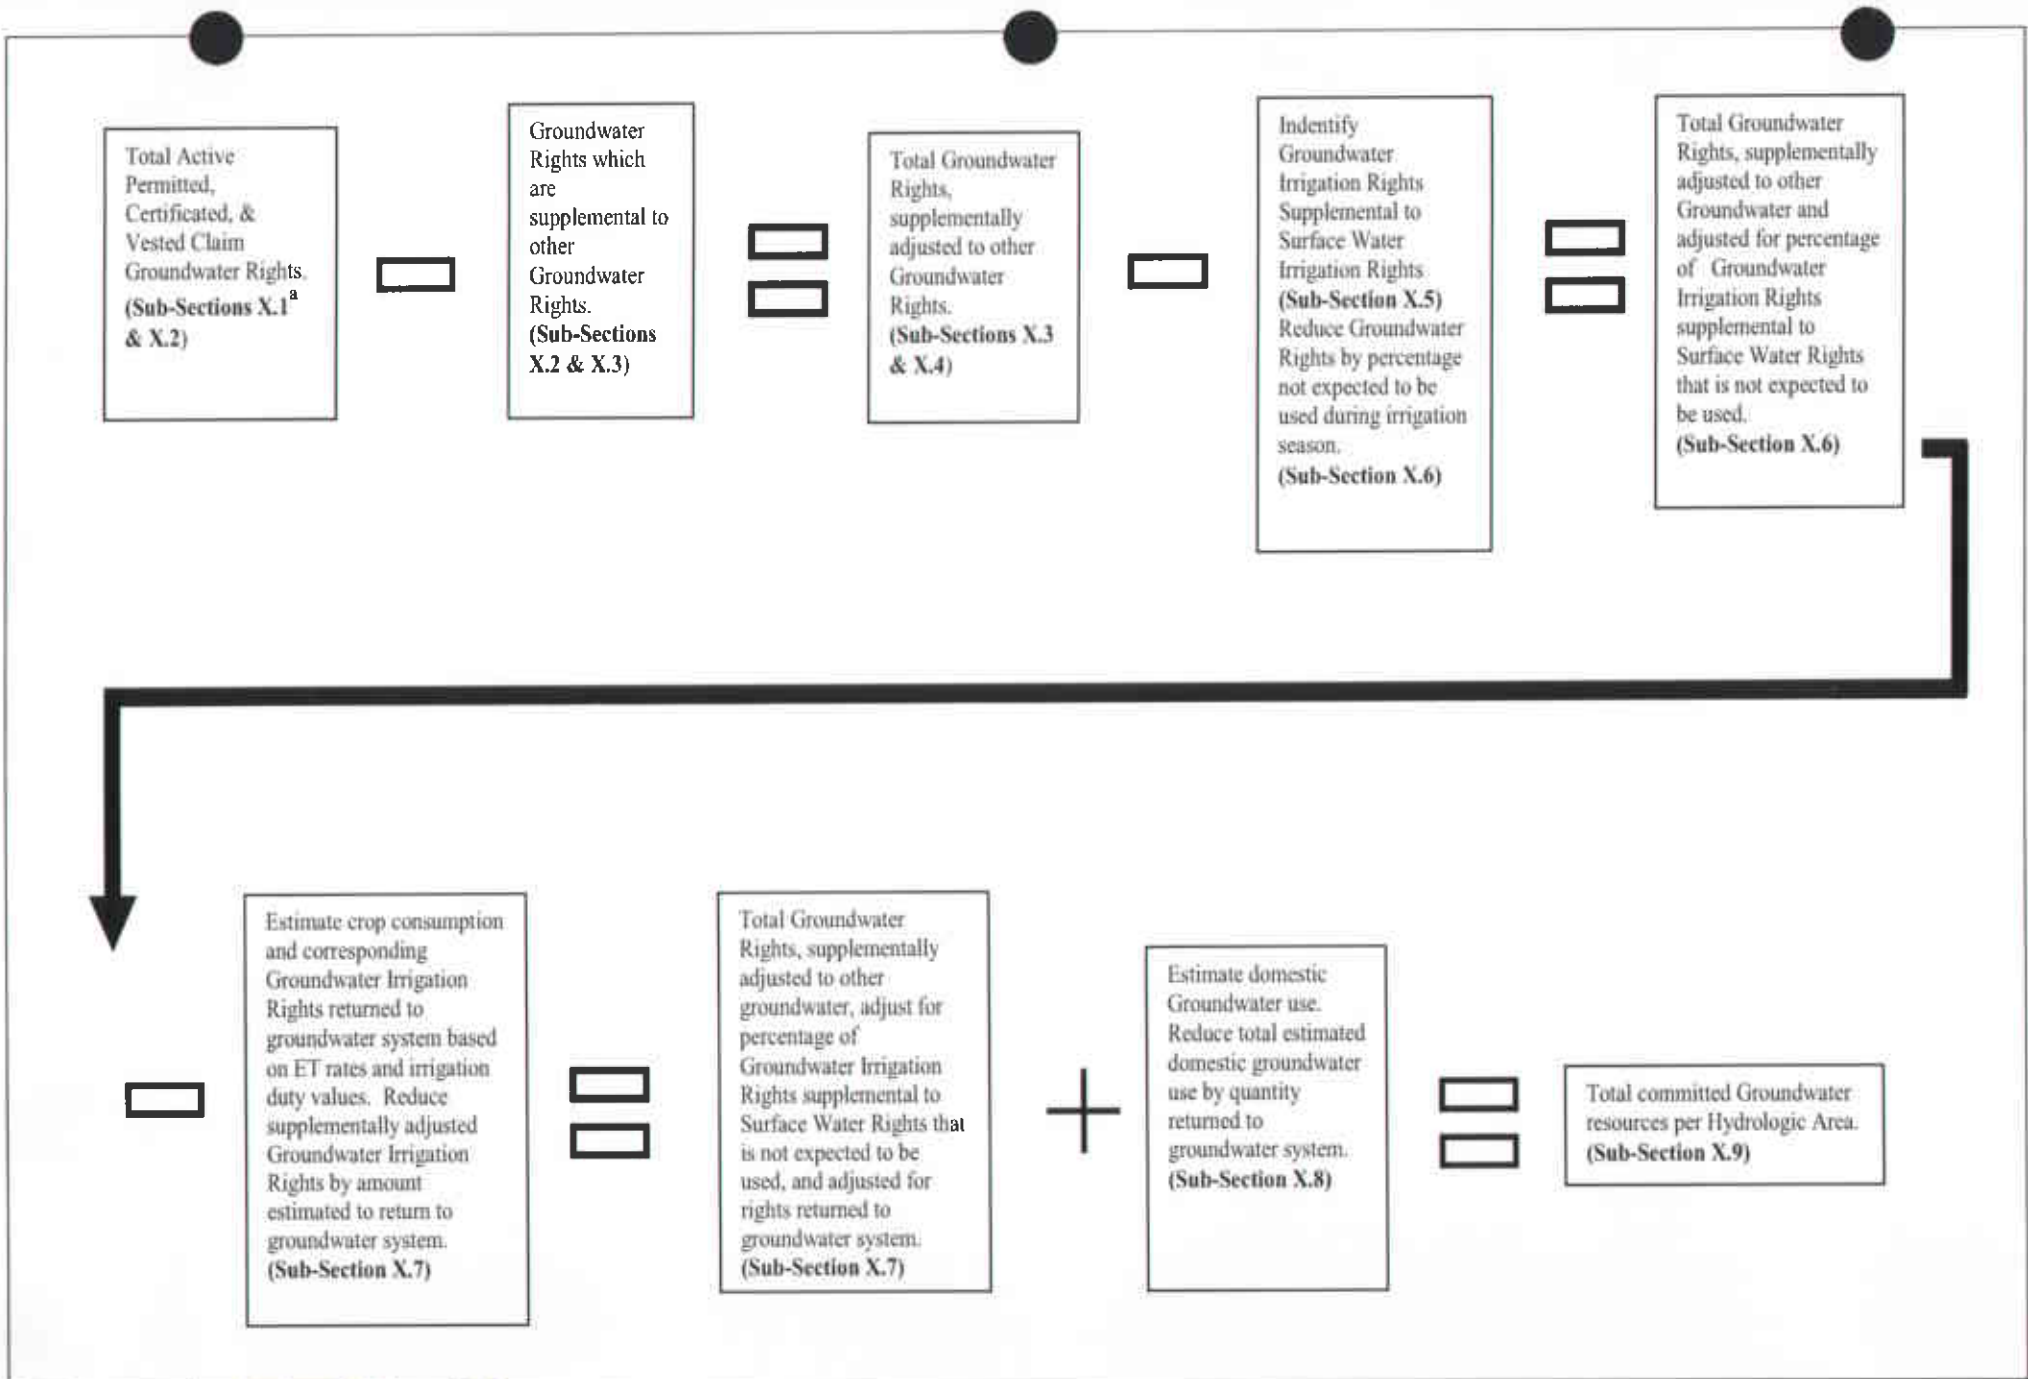 Total Active
Permitted,
Certificated, &
Vested Claim
Groundwater Rights.
(Sub-Sections X.1a
& X.2)
Groundwater
Rights which
are
supplemental to
other
Groundwater
Rights.
(Sub-Sections
X.2 & X.3)
Total Groundwater
Rights,
supplementally
adjusted to other
Groundwater
Rights.
(Sub-Sections X.3
& X.4)
Indentify
Groundwater
Irrigation Rights
Supplemental to
Surface Water
Irrigation Rights
(Sub-Section X.5)
Reduce Groundwater
Rights by percentage
not expected to be
used during irrigation
season.
(Sub-Section X.6)
Total Groundwater
Rights, supplementally
adjusted to other
Groundwater and
adjusted for percentage
of Groundwater
Irrigation Rights
supplemental to
Surface Water Rights
that is not expected to
be used.
(Sub-Section X.6)
Estimate crop consumption
and corresponding
Groundwater Irrigation
Rights returned to
groundwater system based
on ET rates and irrigation
duty values. Reduce
supplementally adjusted
Groundwater Irrigation
Rights by amount
estimated to return to
groundwater system.
(Sub-Section X.7)
Total Groundwater
Rights, supplementally
adjusted to other
groundwater, adjust for
percentage of
Groundwater Irrigation
Rights supplemental to
Surface Water Rights that
is not expected to be
used, and adjusted for
rights returned to
groundwater system.
(Sub-Section X.7)
+
Estimate domestic
Groundwater use.
Reduce total estimated
domestic groundwater
use by quantity
returned to
groundwater system.
(Sub-Section X.8)
Total committed Groundwater
resources per Hydrologic Area.
(Sub-Section X.9)